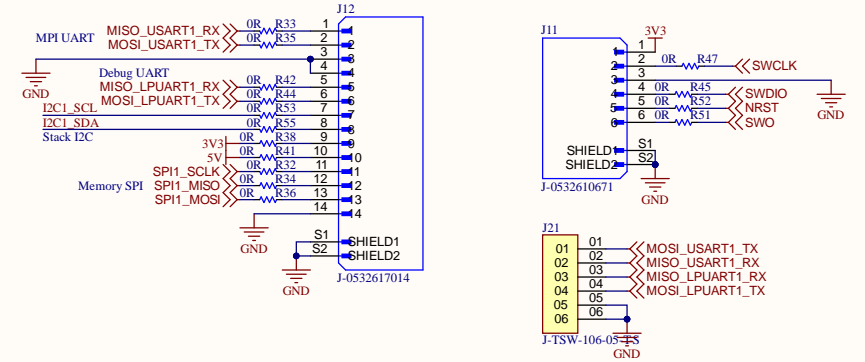 J12
MPI UART
MISO_USART1_RX 0R R33 1 1
MOSI_USART1_TX 0R R35 2 2
3 3
GND
4 4
Debug UART
MISO_LPUART1_RX 0R R42 5 5
MOSI_LPUART1_TX 0R R44 6 6
I2C1_SCL 0R R53 7 7
I2C1_SDA 0R R55 8 8
Stack I2C
3V3 0R R38 9 9
5V 0R R41 10 10
Memory SPI
SPI1_SCLK 0R R32 11 11
SPI1_MISO 0R R34 12 12
SPI1_MOSI 0R R36 13 13
14 14
GND
S1 SHIELD1
S2 SHIELD2
GND
J-0532617014
J11
3V3
1 1
2 2 0R R47 SWCLK
3 3
GND
4 4 0R R45 SWDIO
5 5 0R R52 NRST
6 6 0R R51 SWO
SHIELD1 S1
SHIELD2 S2
GND
J-0532610671
J21
01 01 MOSI_USART1_TX
02 02 MISO_USART1_RX
03 03 MISO_LPUART1_RX
04 04 MOSI_LPUART1_TX
05 05
06 06
J-TSW-106-05-TS
GND